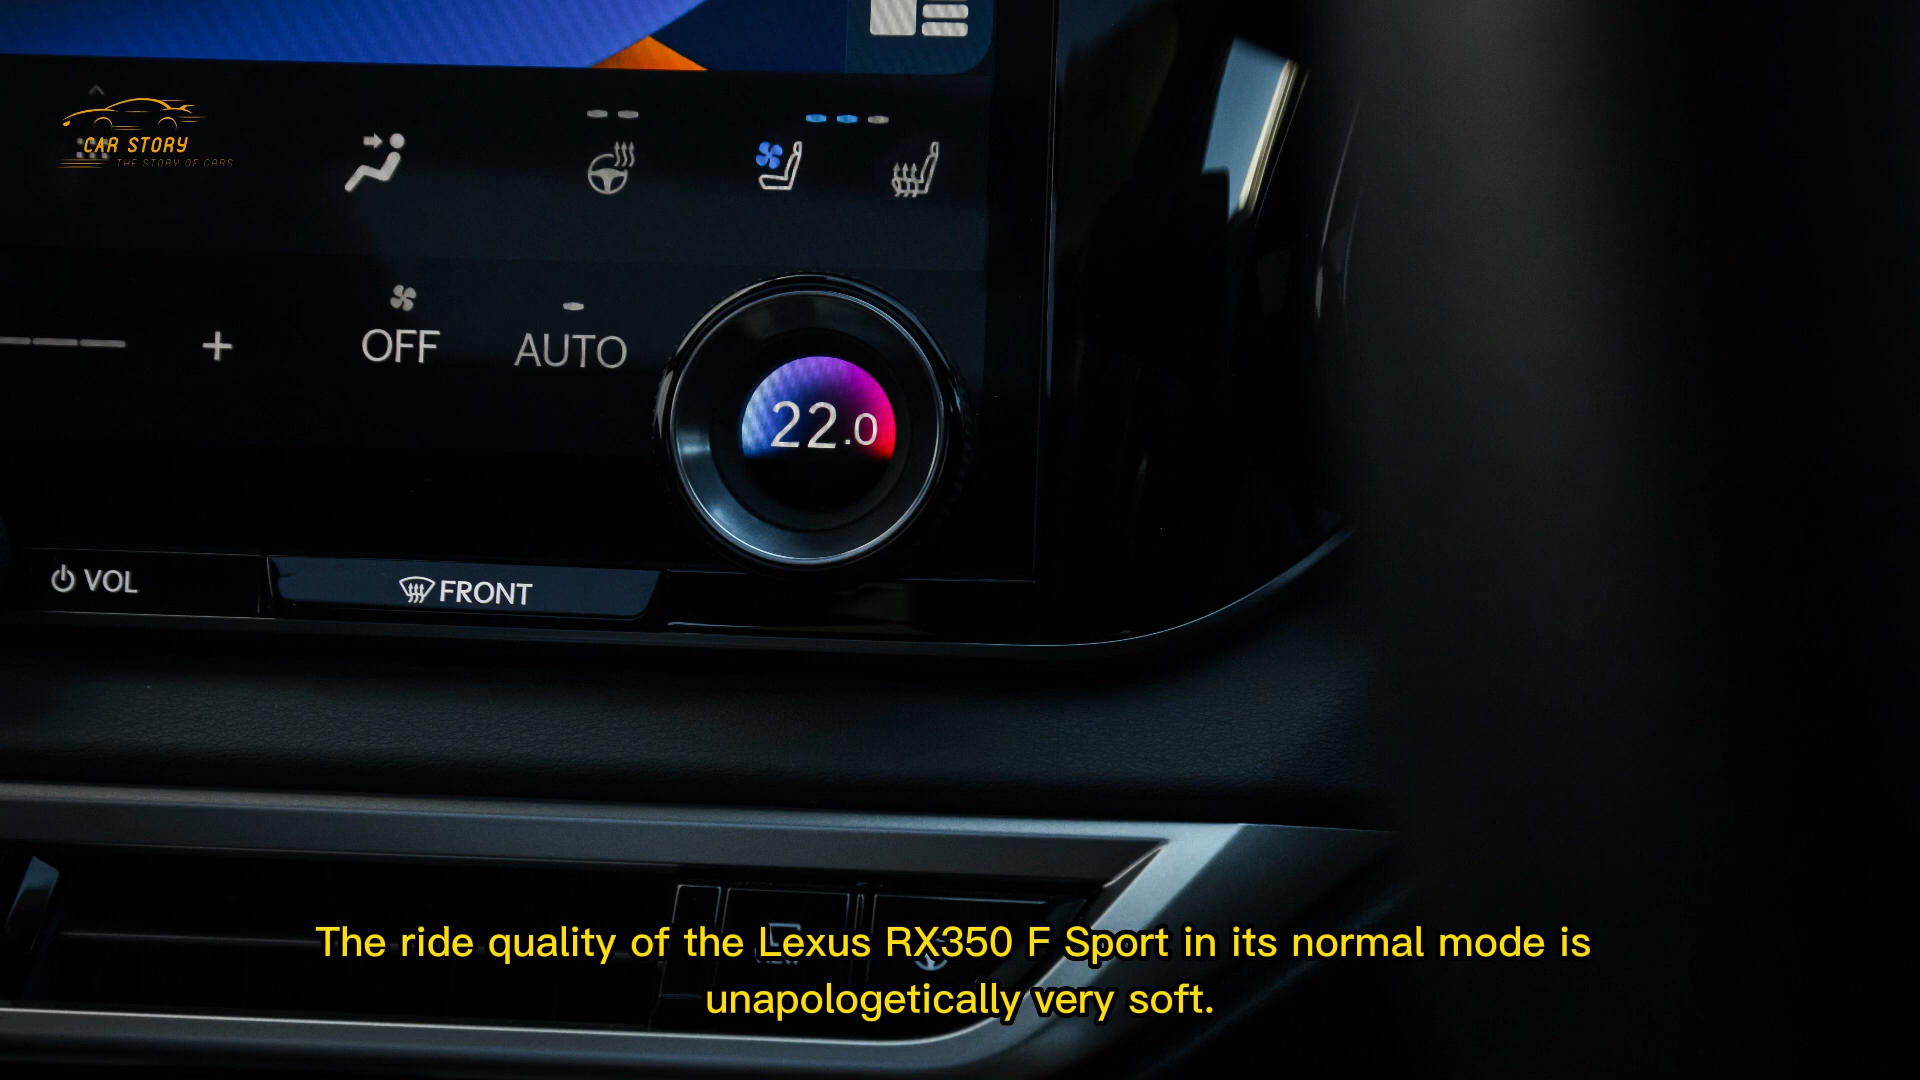 CAR STORY
THE STORY OF CARS
OFF
AUTO
22.0
VOL
FRONT
VIEW
The ride quality of the Lexus RX350 F Sport in its normal mode is
unapologetically very soft.